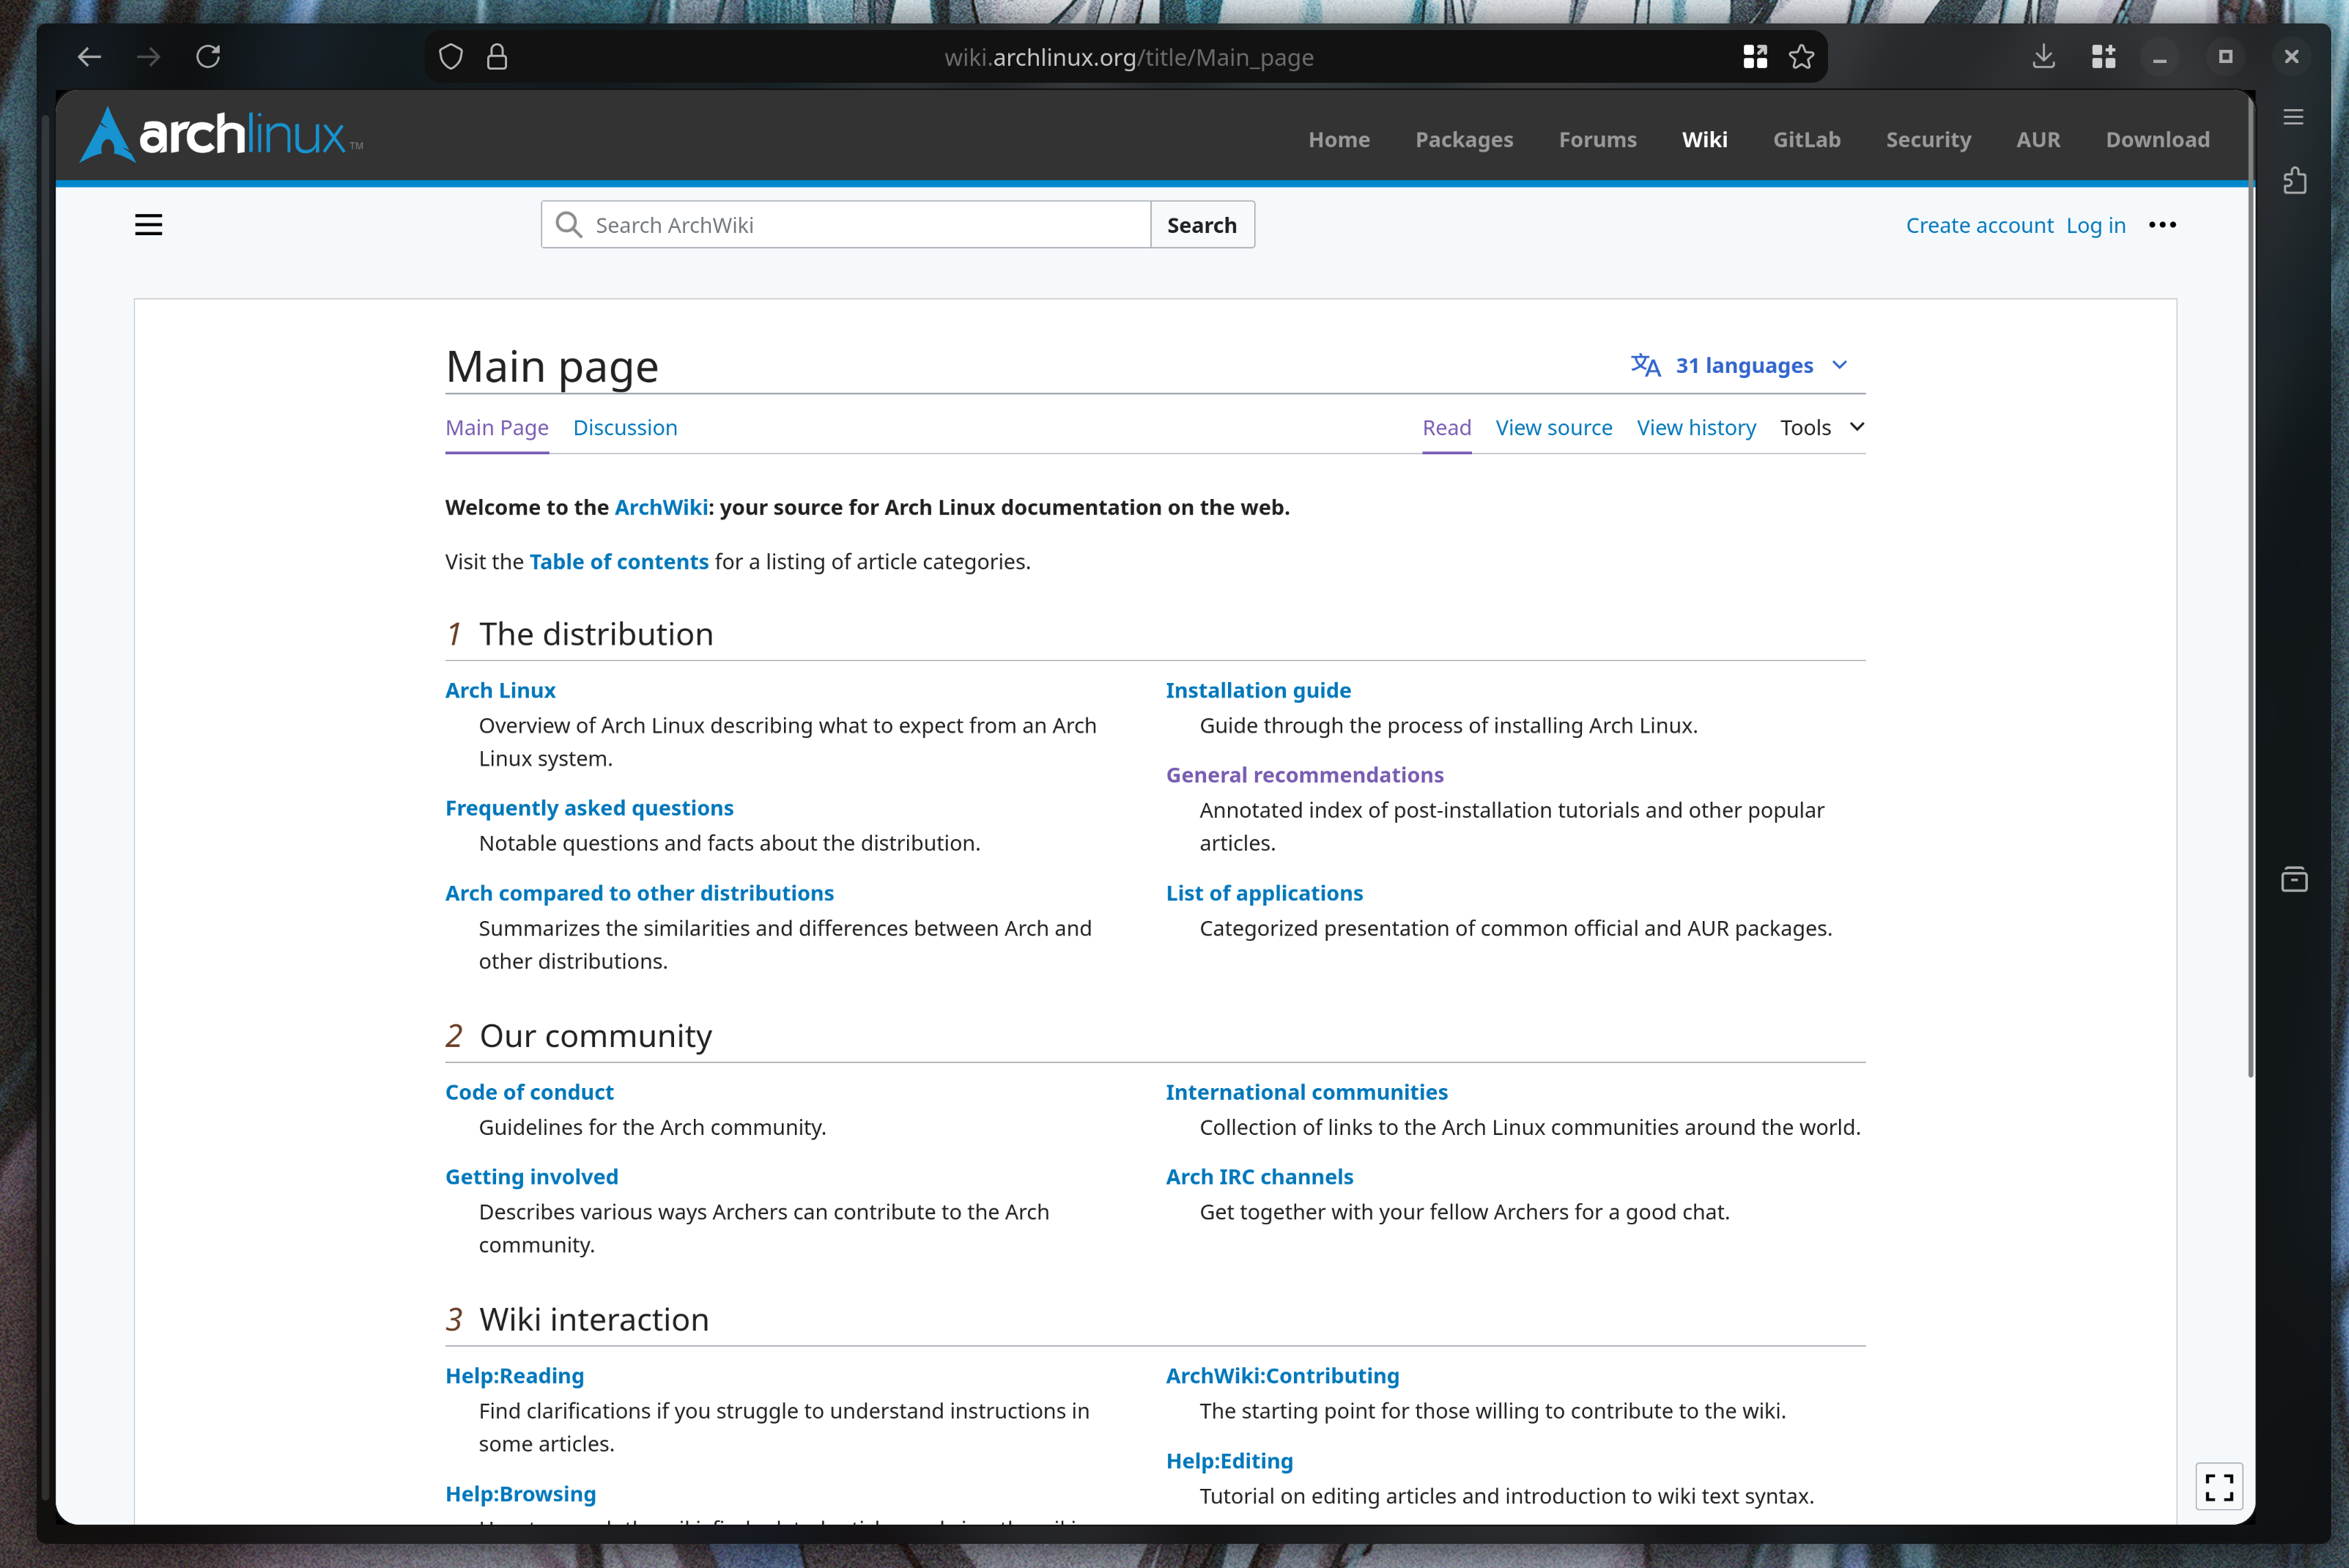 wiki.archlinux.org/title/Main_page
archlinux™
Home Packages Forums Wiki GitLab Security AUR Download
Search ArchWiki Search
Create account Log in
Main page
31 languages
Main Page Discussion
Read View source View history Tools
Welcome to the ArchWiki: your source for Arch Linux documentation on the web.
Visit the Table of contents for a listing of article categories.
1 The distribution
Arch Linux
Overview of Arch Linux describing what to expect from an Arch
Linux system.
Frequently asked questions
Notable questions and facts about the distribution.
Arch compared to other distributions
Summarizes the similarities and differences between Arch and
other distributions.
Installation guide
Guide through the process of installing Arch Linux.
General recommendations
Annotated index of post-installation tutorials and other popular
articles.
List of applications
Categorized presentation of common official and AUR packages.
2 Our community
Code of conduct
Guidelines for the Arch community.
Getting involved
Describes various ways Archers can contribute to the Arch
community.
International communities
Collection of links to the Arch Linux communities around the world.
Arch IRC channels
Get together with your fellow Archers for a good chat.
3 Wiki interaction
Help:Reading
Find clarifications if you struggle to understand instructions in
some articles.
Help:Browsing
ArchWiki:Contributing
The starting point for those willing to contribute to the wiki.
Help:Editing
Tutorial on editing articles and introduction to wiki text syntax.